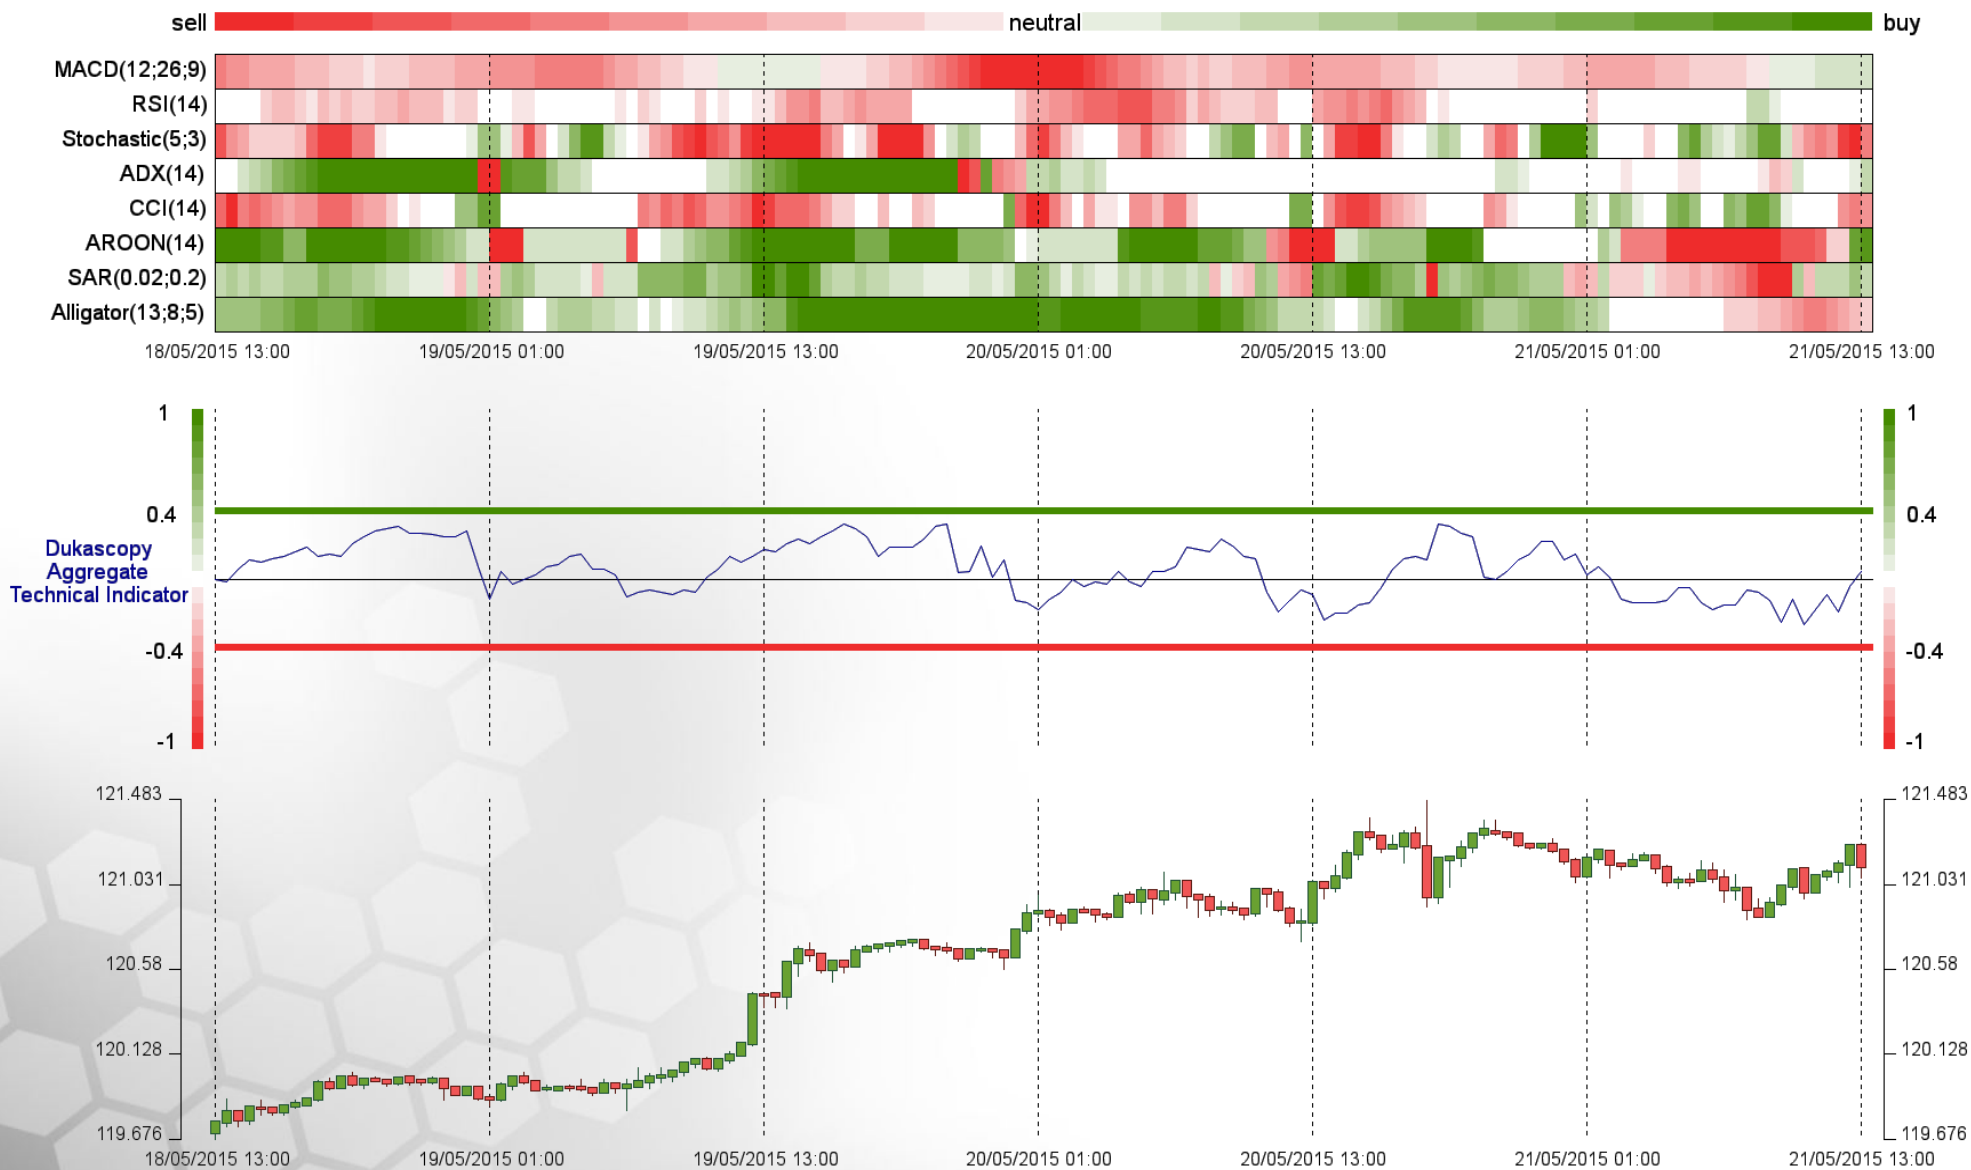 sell neutral buy
MACD(12;26;9)
RSI(14)
Stochastic(5;3)
ADX(14)
CCI(14)
AROON(14)
SAR(0.02;0.2)
Alligator(13;8;5)
18/05/2015 13:00 19/05/2015 01:00 19/05/2015 13:00 20/05/2015 01:00 20/05/2015 13:00 21/05/2015 01:00 21/05/2015 13:00
1 1
0.4 0.4
Dukascopy
Aggregate
Technical Indicator
-0.4 -0.4
-1 -1
121.483 121.483
121.031 121.031
120.58 120.58
120.128 120.128
119.676 119.676
18/05/2015 13:00 19/05/2015 01:00 19/05/2015 13:00 20/05/2015 01:00 20/05/2015 13:00 21/05/2015 01:00 21/05/2015 13:00